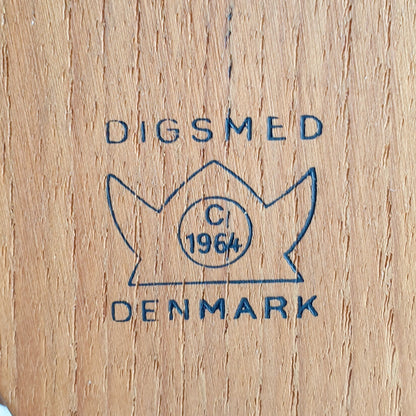 DIGSMED
C
1964
DENMARK